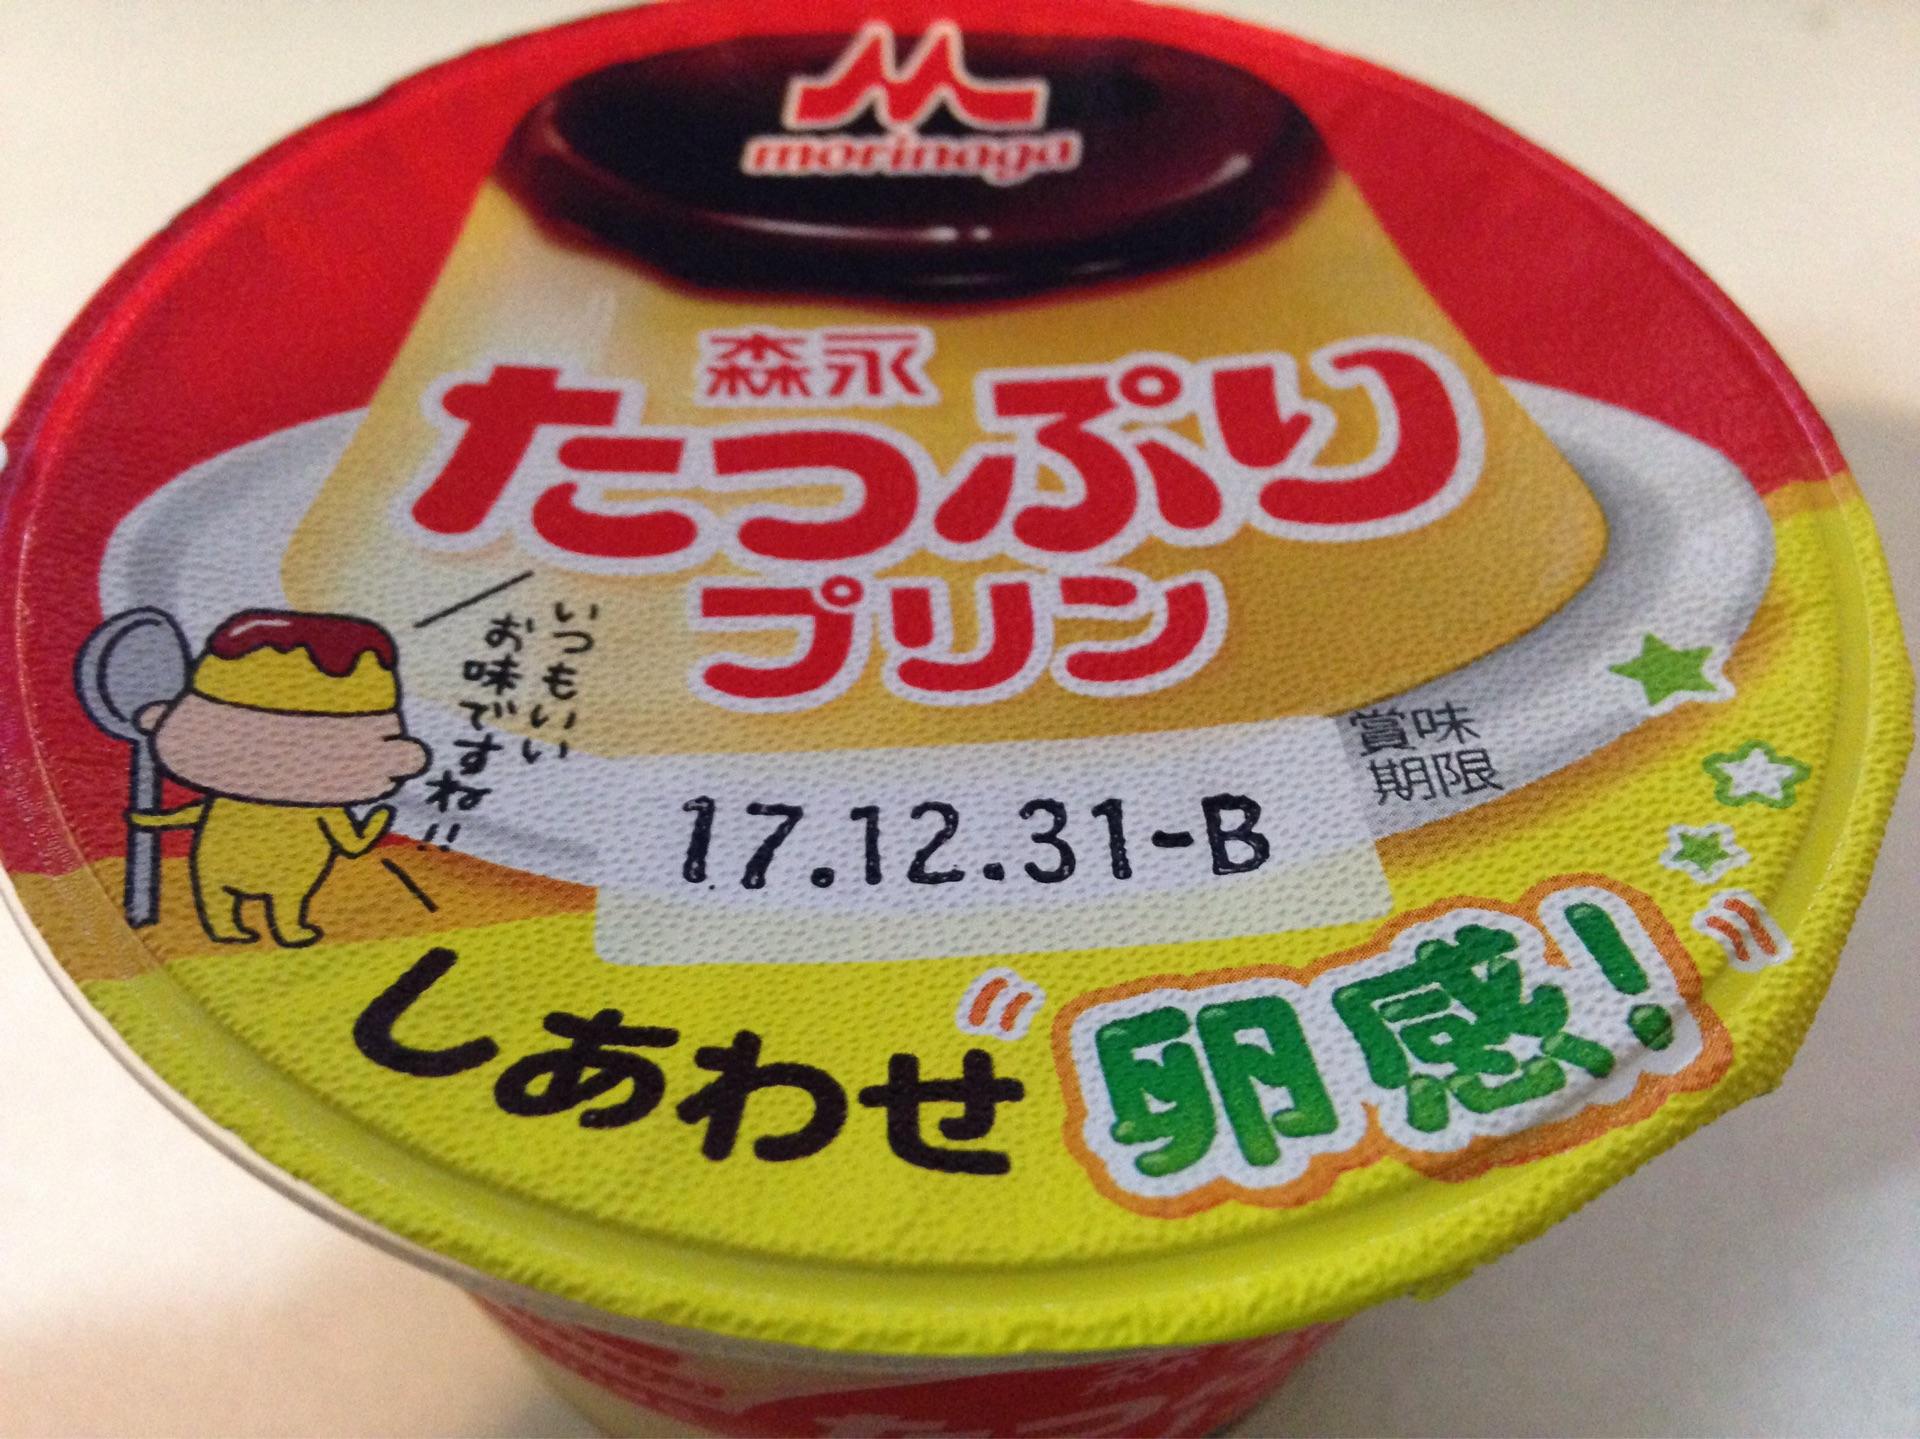 morinaga
森永
たっぷり
プリン
いつもいい
お味ですね!!
賞味
期限
17.12.31-B
しあわせ
卵感!